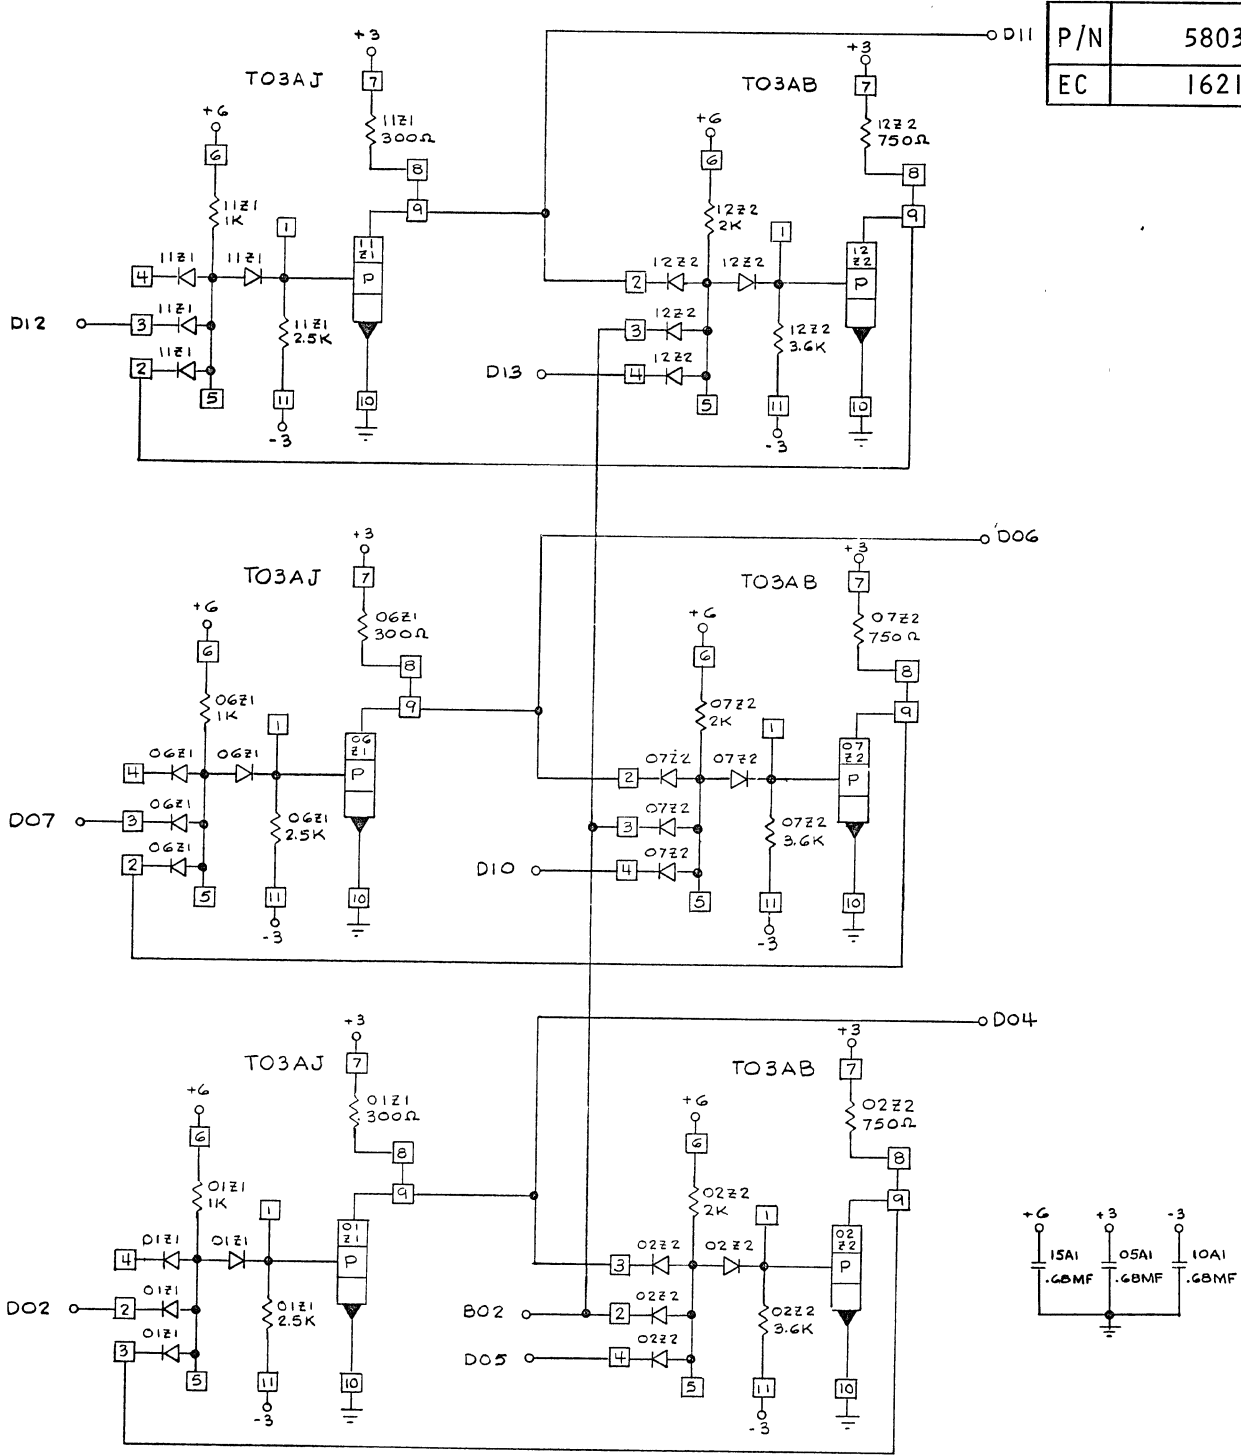 P/N 5803
EC 1621
+3
D11
+3
TO3AJ
7
TO3AB
7
+6
11Z1
300Ω
+6
12Z2
750Ω
6
8
6
8
11Z1
1K
9
12Z2
2K
9
1
1
11
Z1
12
Z2
4
11Z1
11Z1
P
2
12Z2
12Z2
P
D12
3
11Z1
11Z1
2.5K
3
12Z2
12Z2
3.6K
2
11Z1
D13
4
12Z2
5
11
10
5
11
10
-3
-3
+3
D06
+3
TO3AJ
7
TO3AB
7
+6
06Z1
300Ω
+6
07Z2
750Ω
6
8
6
8
06Z1
1K
9
07Z2
2K
9
1
1
06
Z1
07
Z2
4
06Z1
06Z1
P
2
07Z2
07Z2
P
D07
3
06Z1
06Z1
2.5K
3
07Z2
07Z2
3.6K
2
06Z1
D10
4
07Z2
5
11
10
5
11
10
-3
-3
+3
D04
+3
TO3AJ
7
TO3AB
7
+6
01Z1
300Ω
+6
02Z2
750Ω
6
8
6
8
01Z1
1K
9
02Z2
2K
9
1
1
01
Z1
02
Z2
4
01Z1
01Z1
P
3
02Z2
02Z2
P
D02
2
01Z1
01Z1
2.5K
B02
2
02Z2
02Z2
3.6K
3
01Z1
D05
4
02Z2
5
11
10
5
11
10
-3
-3
+6 +3 -3
15A1 05A1 10A1
.68MF .68MF .68MF